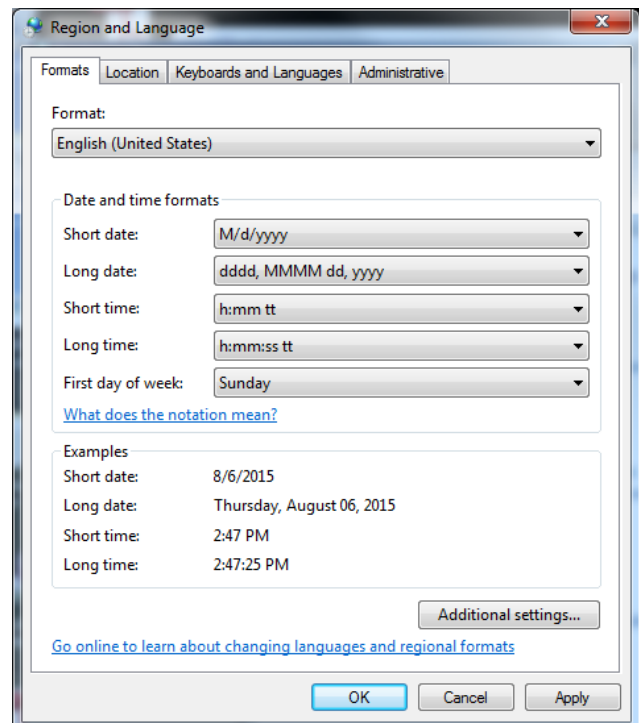 Region and Language
Formats Location Keyboards and Languages Administrative
Format:
English (United States)
Date and time formats
Short date: M/d/yyyy
Long date: dddd, MMMM dd, yyyy
Short time: h:mm tt
Long time: h:mm:ss tt
First day of week: Sunday
What does the notation mean?
Examples
Short date: 8/6/2015
Long date: Thursday, August 06, 2015
Short time: 2:47 PM
Long time: 2:47:25 PM
Additional settings...
Go online to learn about changing languages and regional formats
OK Cancel Apply